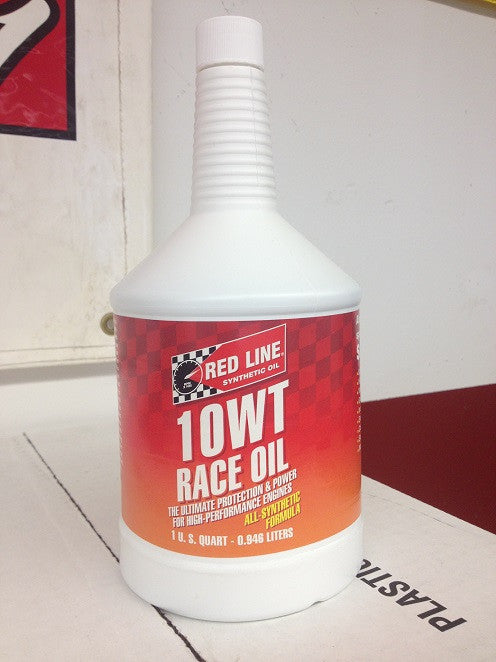 RED LINE®
SYNTHETIC OIL
10WT
RACE OIL
THE ULTIMATE PROTECTION & POWER
FOR HIGH-PERFORMANCE ENGINES
ALL-SYNTHETIC
FORMULA
1 U. S. QUART - 0.946 LITERS
PLASTIC